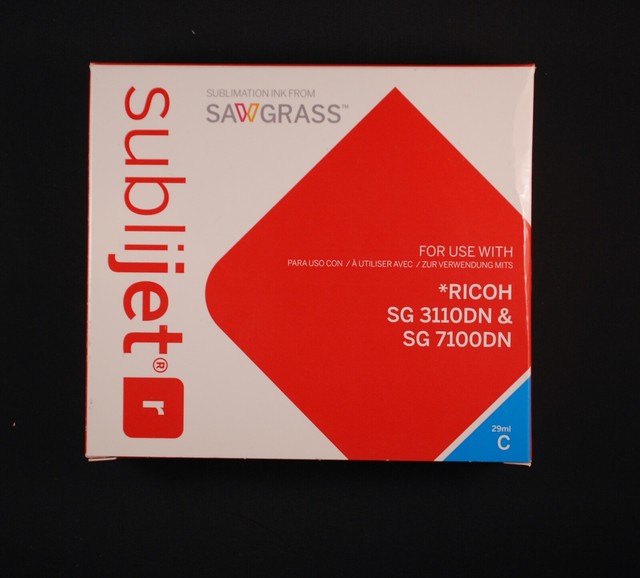 sublijet® r
SUBLIMATION INK FROM
SAWGRASS™
FOR USE WITH
PARA USO CON / À UTILISER AVEC / ZUR VERWENDUNG MITS
*RICOH
SG 3110DN &
SG 7100DN
29ml
C